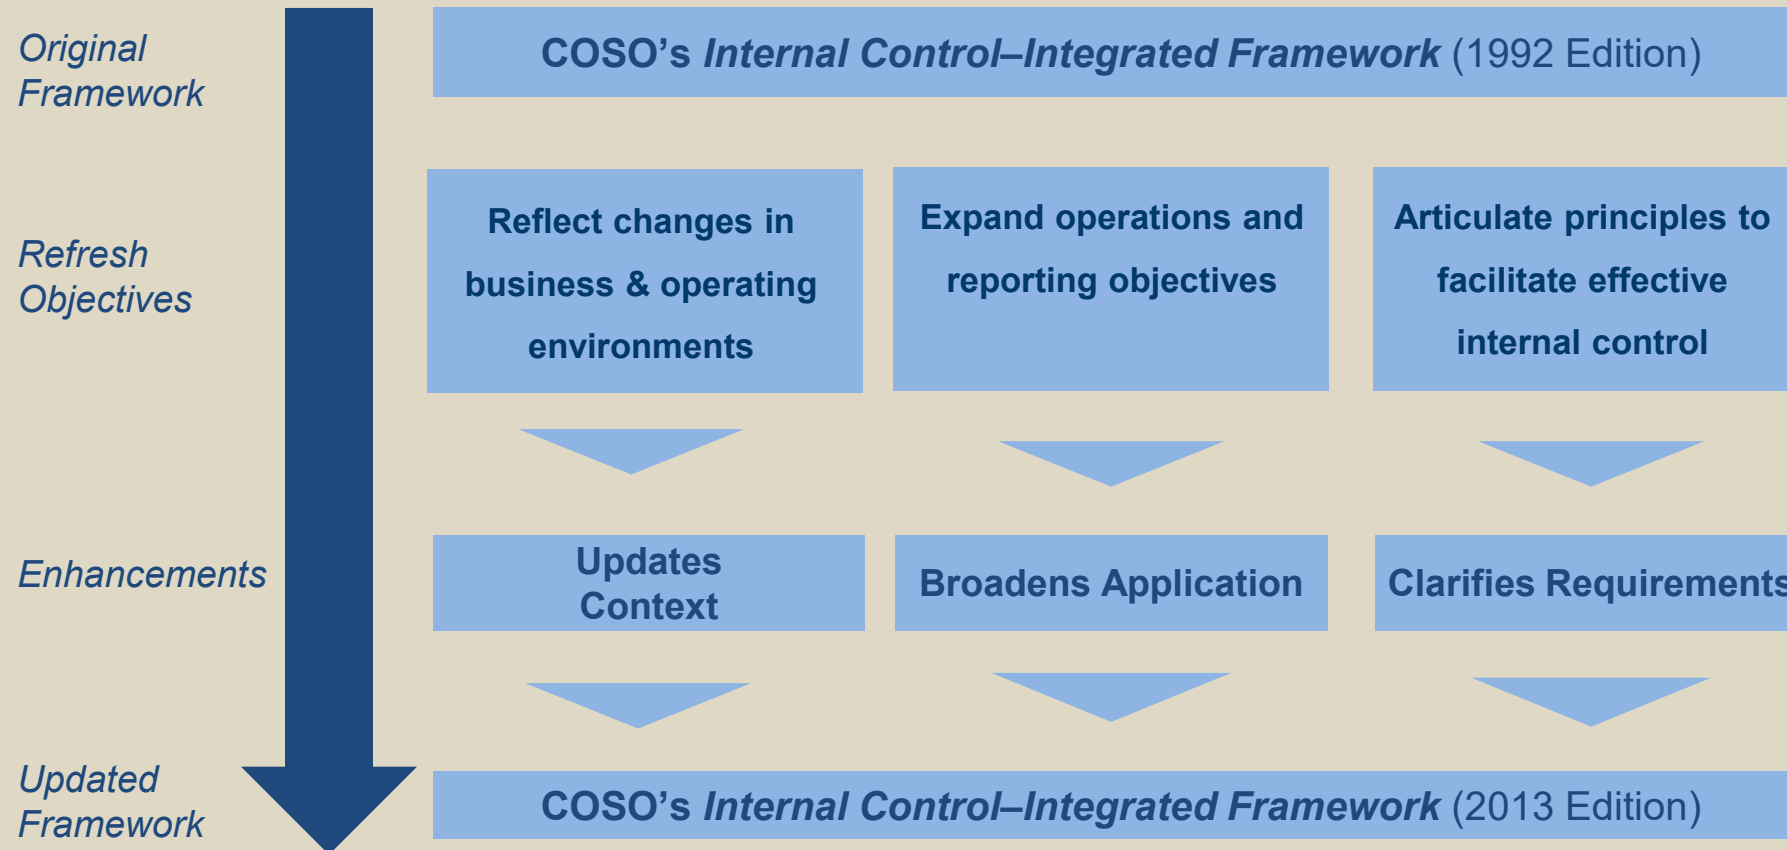 Original
Framework
COSO’s Internal Control–Integrated Framework (1992 Edition)
Refresh
Objectives
Reflect changes in
business & operating
environments
Expand operations and
reporting objectives
Articulate principles to
facilitate effective
internal control
Enhancements
Updates
Context
Broadens Application
Clarifies Requirements
Updated
Framework
COSO’s Internal Control–Integrated Framework (2013 Edition)